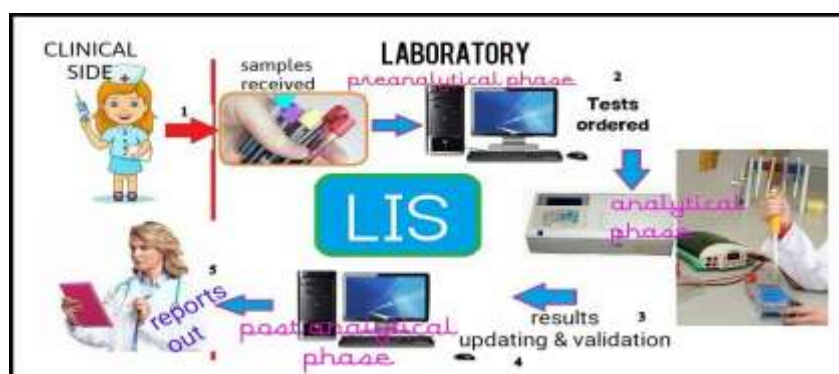 CLINICAL
SIDE
1
samples
received
LABORATORY
preanalytical phase
2
Tests
ordered
LIS
analytical
phase
results 3
updating & validation
4
post analytical
phase
5
reports
out